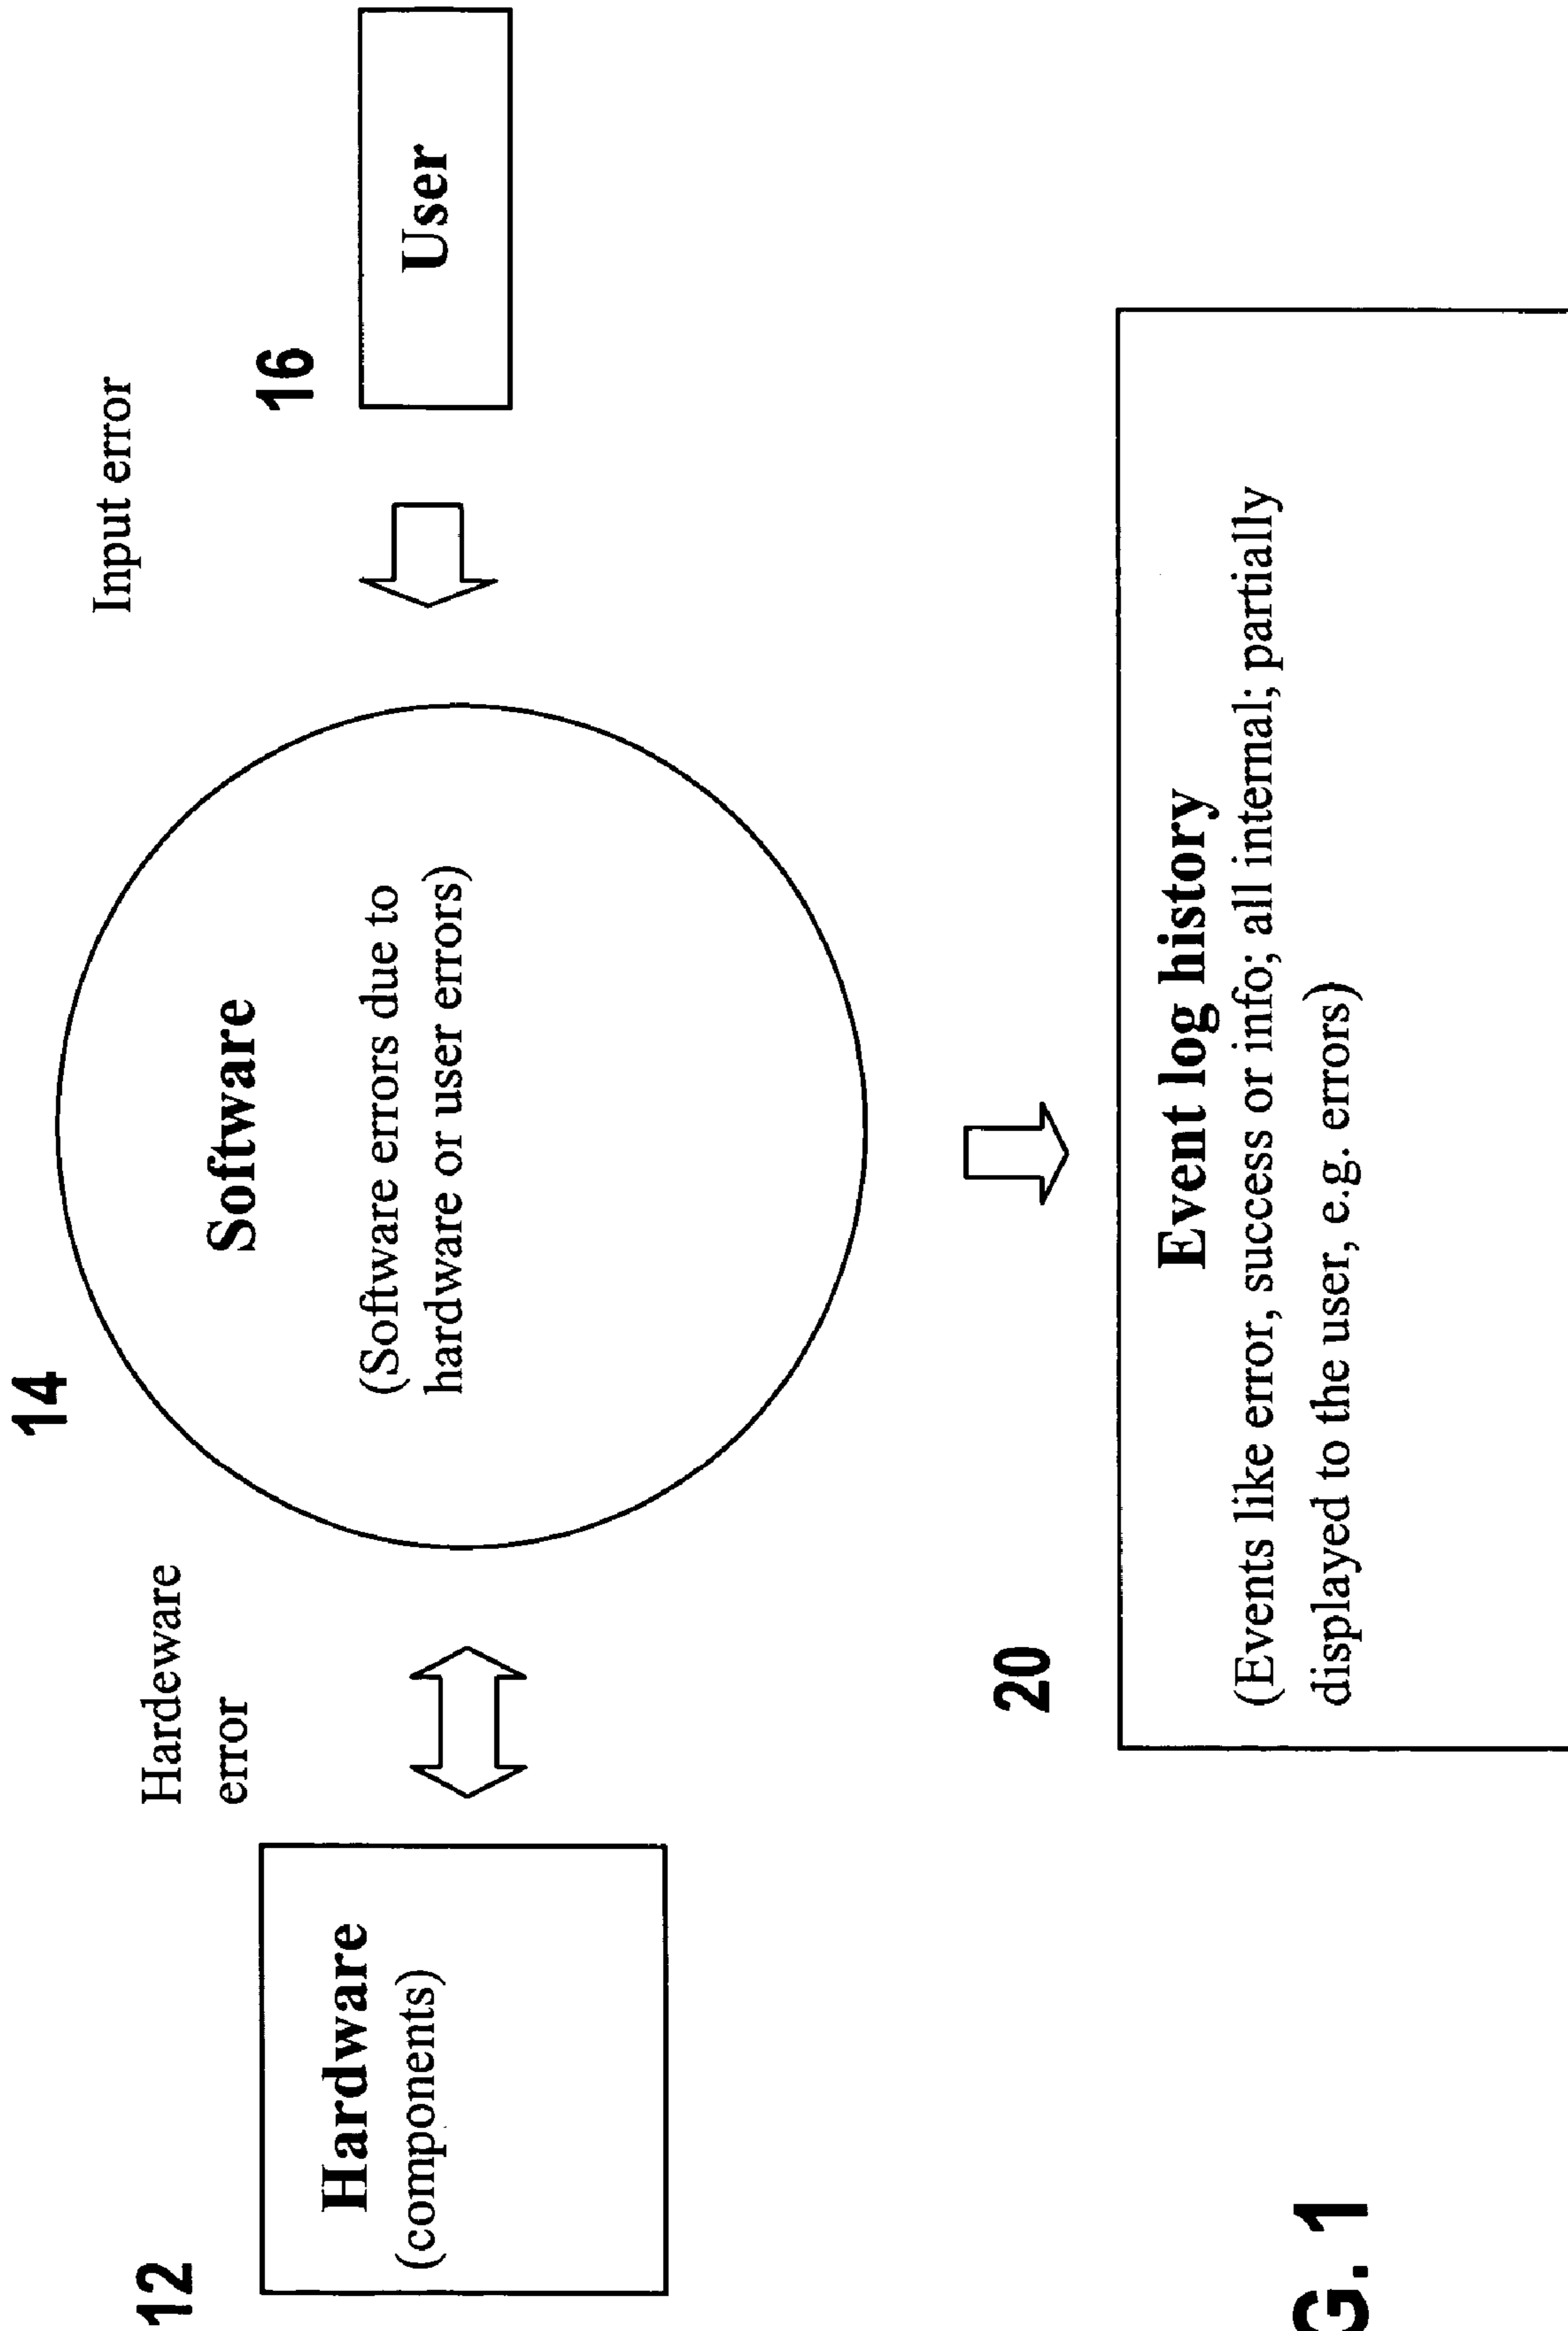 14
Software
(Software errors due to
hardware or user errors)
Input error
16
User
Hardeware
error
12
Hardware
(components)
20
Event log history
(Events like error, success or info; all internal; partially
displayed to the user, e.g. errors)
G. 1